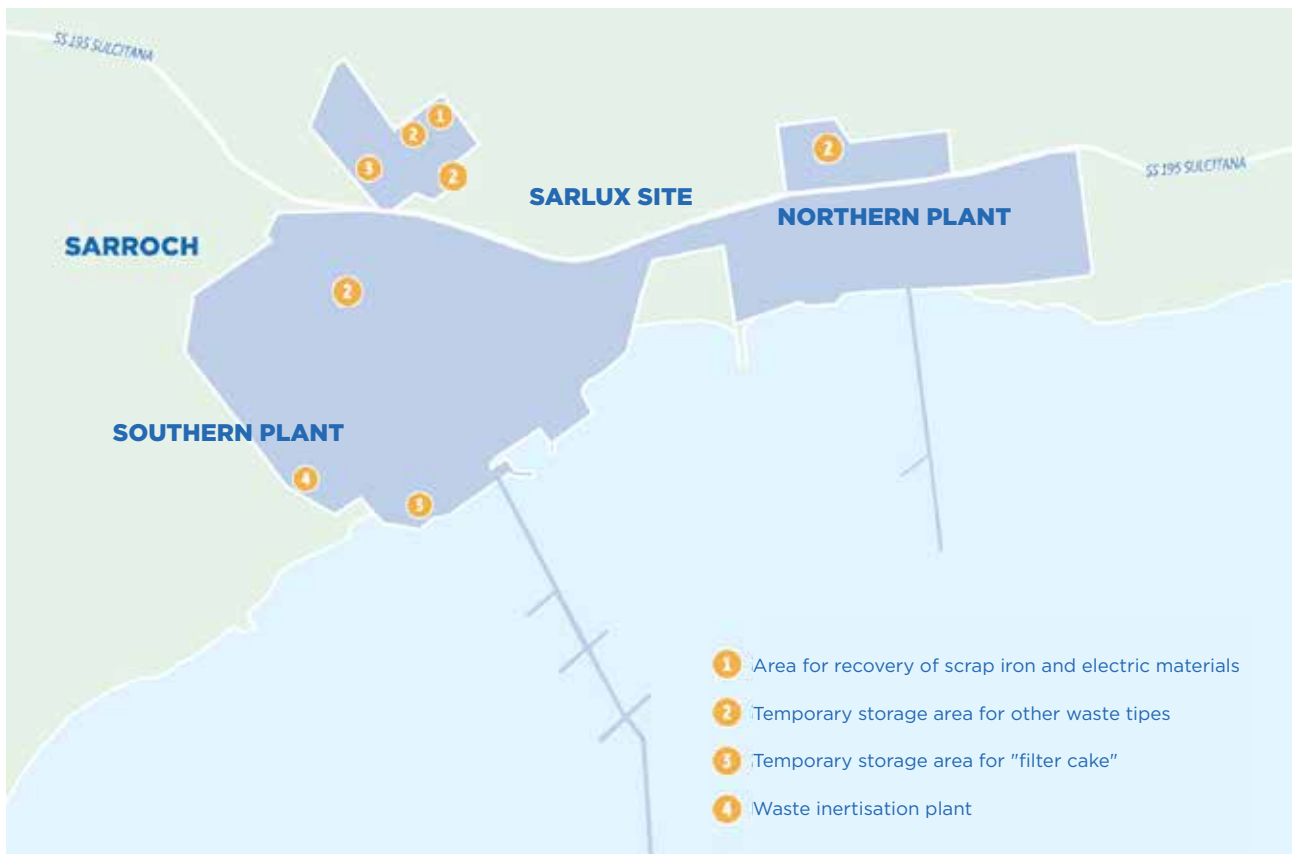 SS 195 SULCITANA
1
2
3
2
2
SS 195 SULCITANA
SARLUX SITE
NORTHERN PLANT
SARROCH
2
SOUTHERN PLANT
4
3
1 Area for recovery of scrap iron and electric materials
2 Temporary storage area for other waste tipes
3 Temporary storage area for "filter cake"
4 Waste inertisation plant